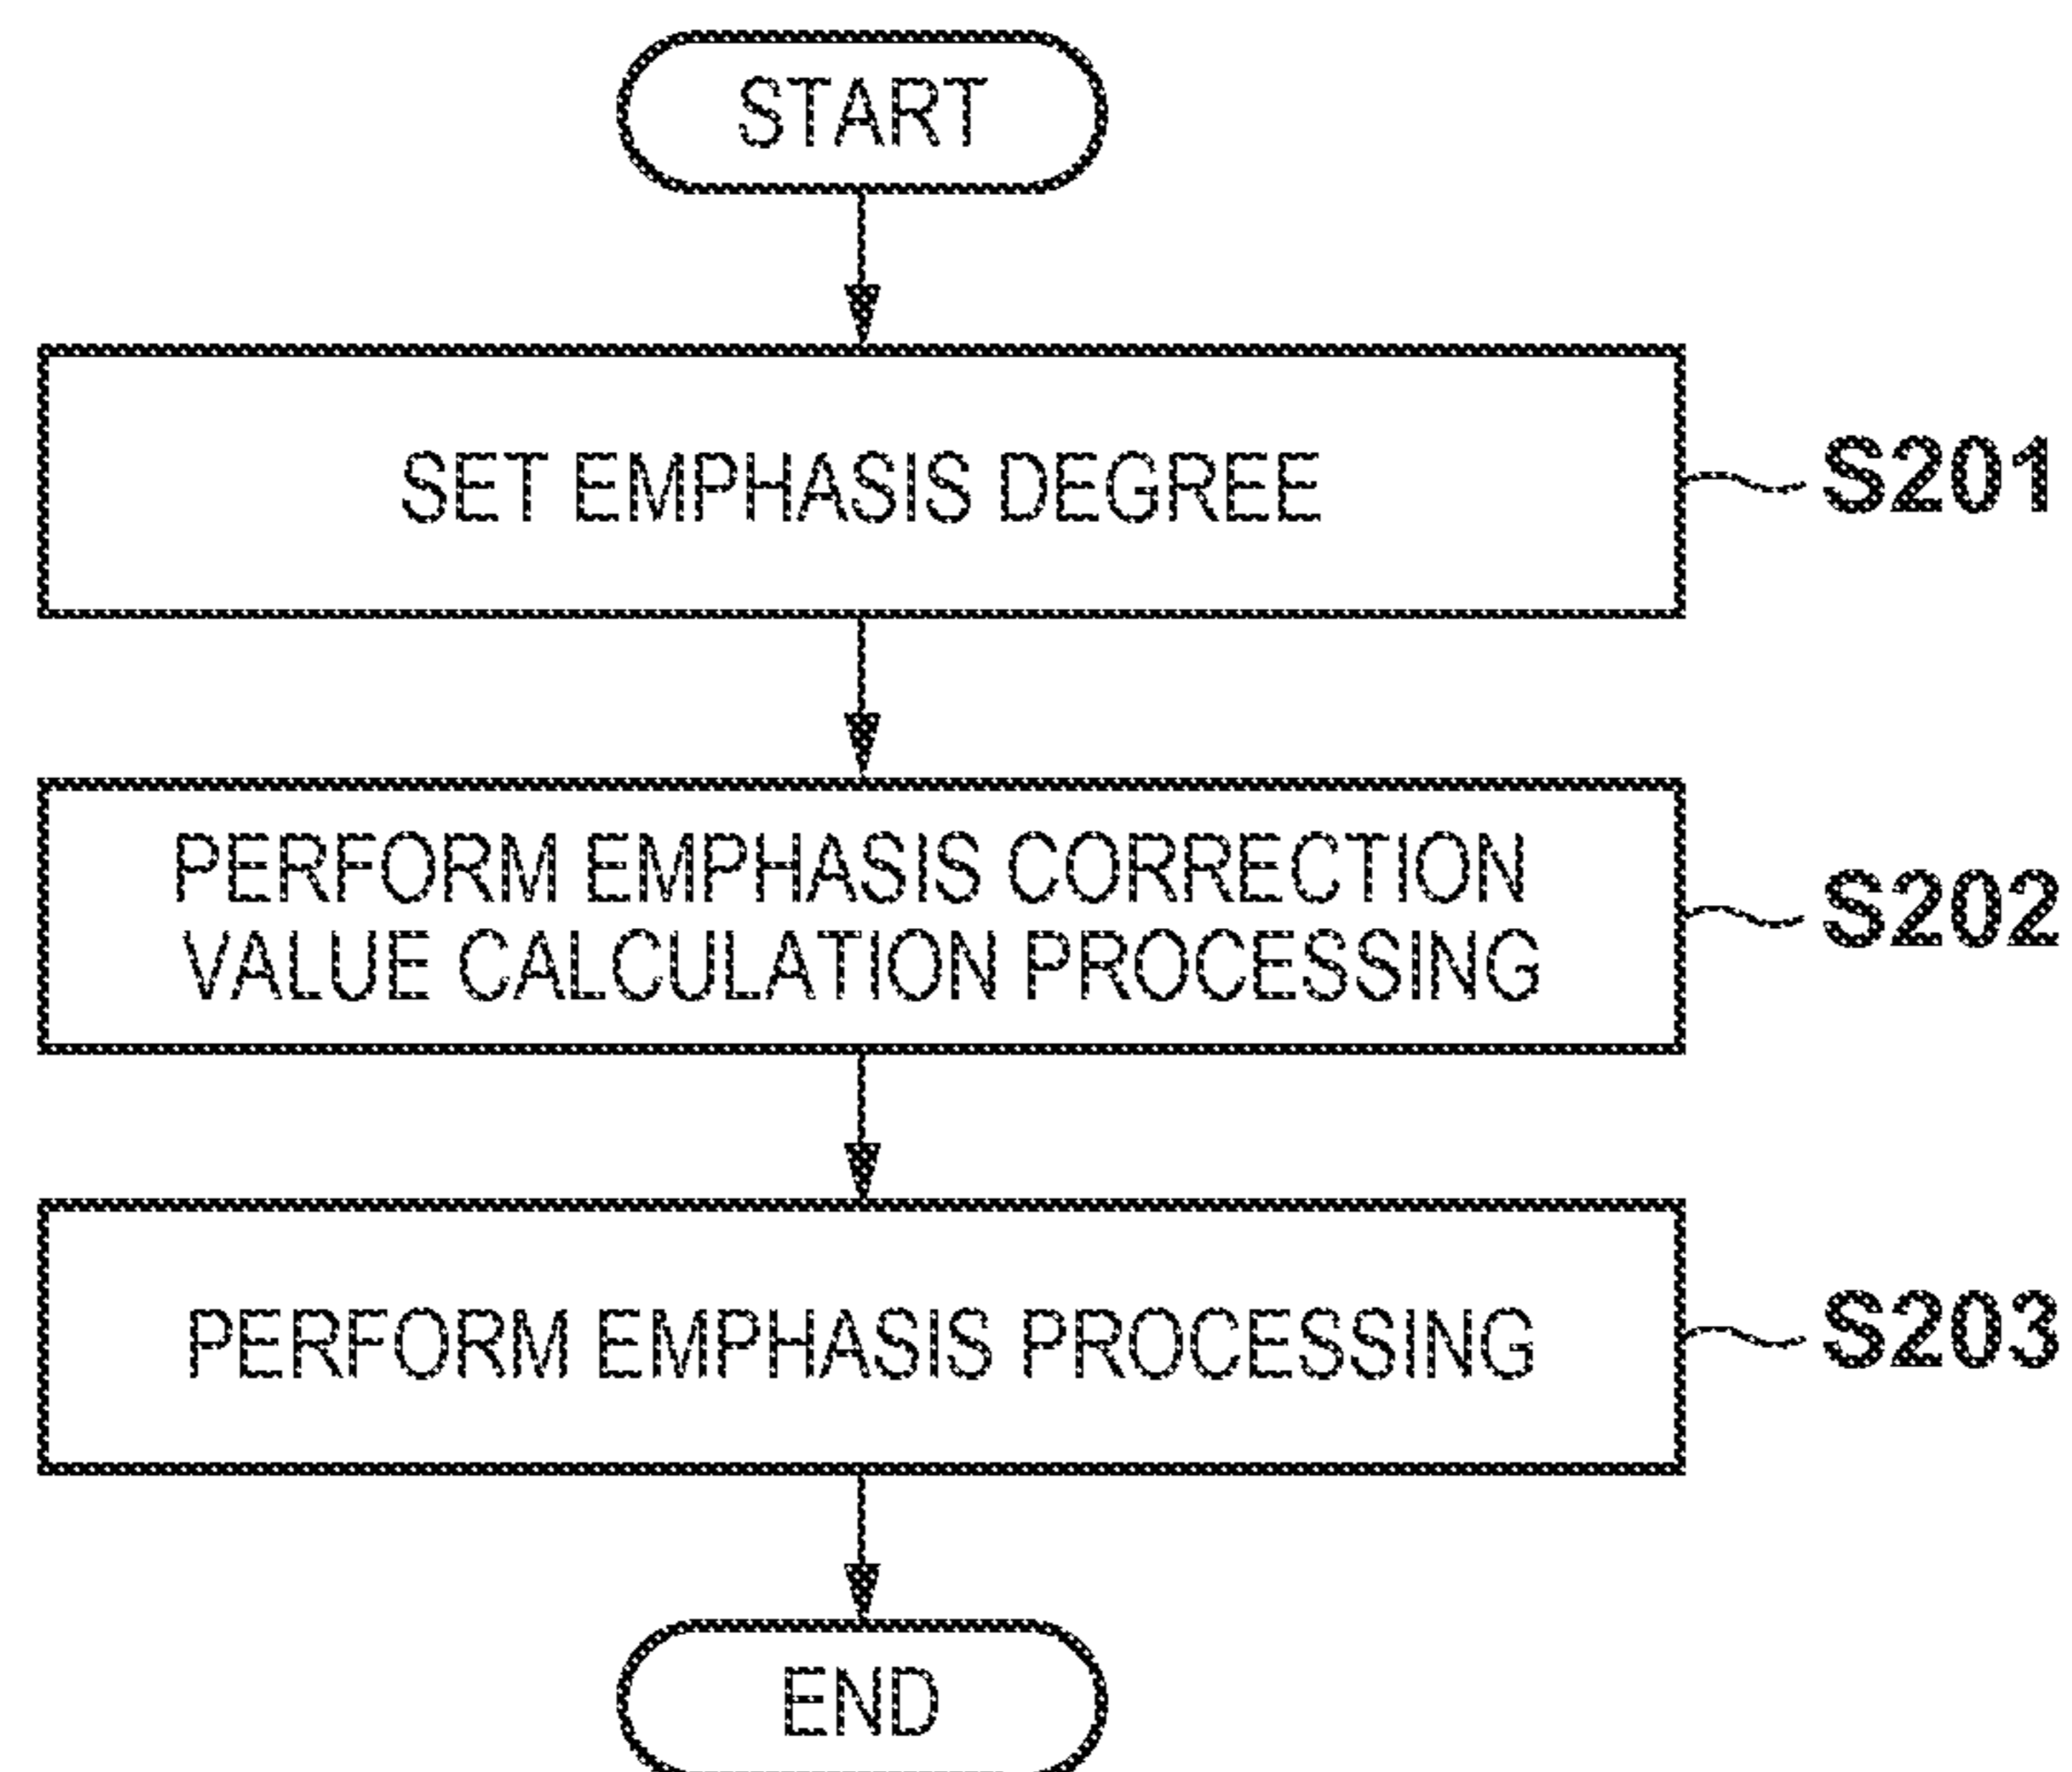 START
SET EMPHASIS DEGREE
S201
PERFORM EMPHASIS CORRECTION
VALUE CALCULATION PROCESSING
S202
PERFORM EMPHASIS PROCESSING
S203
END